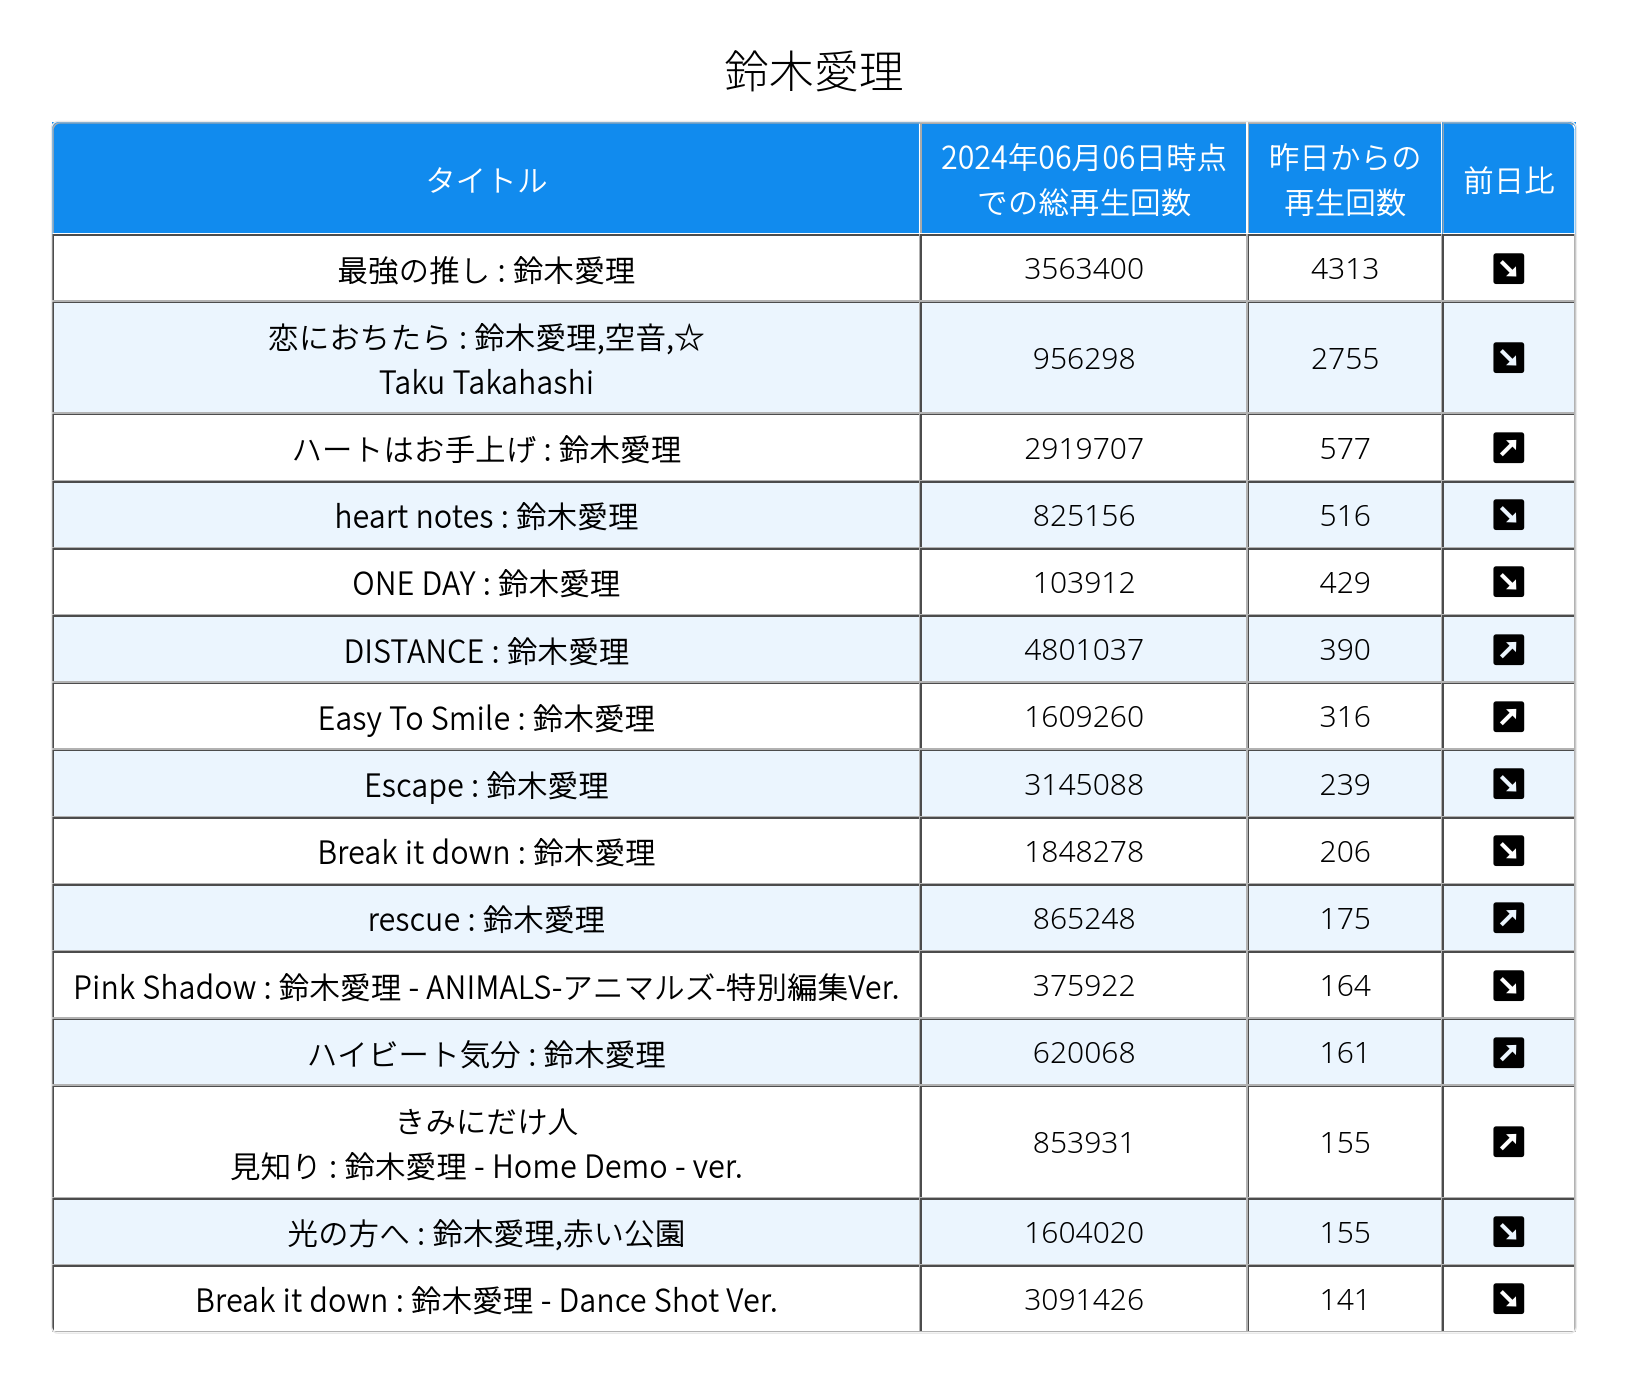 鈴木愛理
タイトル
2024年06月06日時点
での総再生回数
昨日からの
再生回数
前日比
最強の推し : 鈴木愛理 3563400 4313
恋におちたら : 鈴木愛理,空音,☆
Taku Takahashi
956298 2755
ハートはお手上げ : 鈴木愛理 2919707 577
heart notes : 鈴木愛理 825156 516
ONE DAY : 鈴木愛理 103912 429
DISTANCE : 鈴木愛理 4801037 390
Easy To Smile : 鈴木愛理 1609260 316
Escape : 鈴木愛理 3145088 239
Break it down : 鈴木愛理 1848278 206
rescue : 鈴木愛理 865248 175
Pink Shadow : 鈴木愛理 - ANIMALS-アニマルズ-特別編集Ver. 375922 164
ハイビート気分 : 鈴木愛理 620068 161
きみにだけ人
見知り : 鈴木愛理 - Home Demo - ver.
853931 155
光の方へ : 鈴木愛理,赤い公園 1604020 155
Break it down : 鈴木愛理 - Dance Shot Ver. 3091426 141